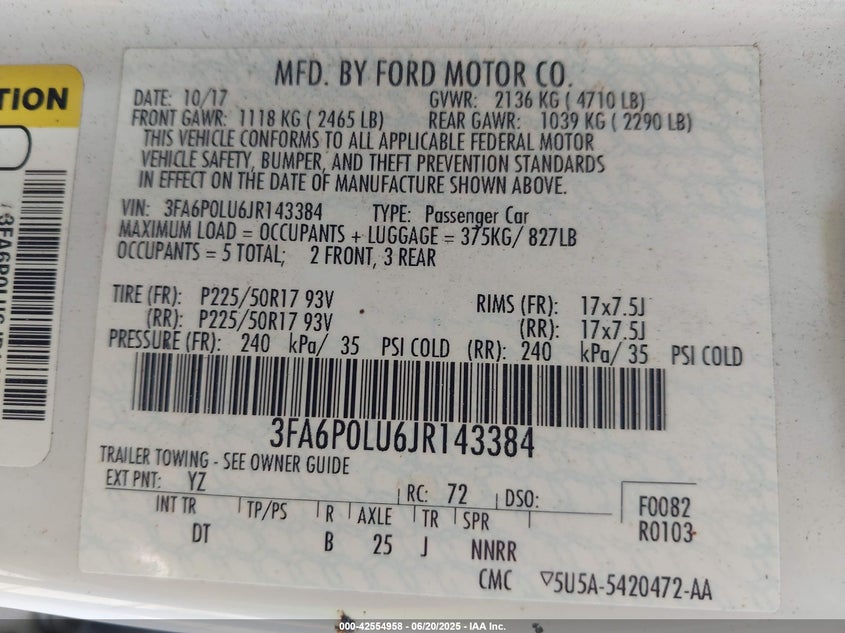 TION
3FA6P0LU6JR14
MFD. BY FORD MOTOR CO.
DATE: 10/17 GVWR: 2136 KG ( 4710 LB)
FRONT GAWR: 1118 KG ( 2465 LB) REAR GAWR: 1039 KG ( 2290 LB)
THIS VEHICLE CONFORMS TO ALL APPLICABLE FEDERAL MOTOR
VEHICLE SAFETY, BUMPER, AND THEFT PREVENTION STANDARDS
IN EFFECT ON THE DATE OF MANUFACTURE SHOWN ABOVE.
VIN: 3FA6P0LU6JR143384 TYPE: Passenger Car
MAXIMUM LOAD = OCCUPANTS + LUGGAGE = 375KG/ 827LB
OCCUPANTS = 5 TOTAL; 2 FRONT, 3 REAR
TIRE (FR): P225/50R17 93V RIMS (FR): 17x7.5J
(RR): P225/50R17 93V (RR): 17x7.5J
PRESSURE (FR): 240 kPa/ 35 PSI COLD (RR): 240 kPa/ 35 PSI COLD
3FA6P0LU6JR143384
TRAILER TOWING - SEE OWNER GUIDE
EXT PNT: YZ RC: 72 DSO: F0082
INT TR TP/PS R AXLE TR SPR R0103
DT B 25 J NNRR
CMC ▽5U5A-5420472-AA
000-42554958 - 06/20/2025 - IAA Inc.